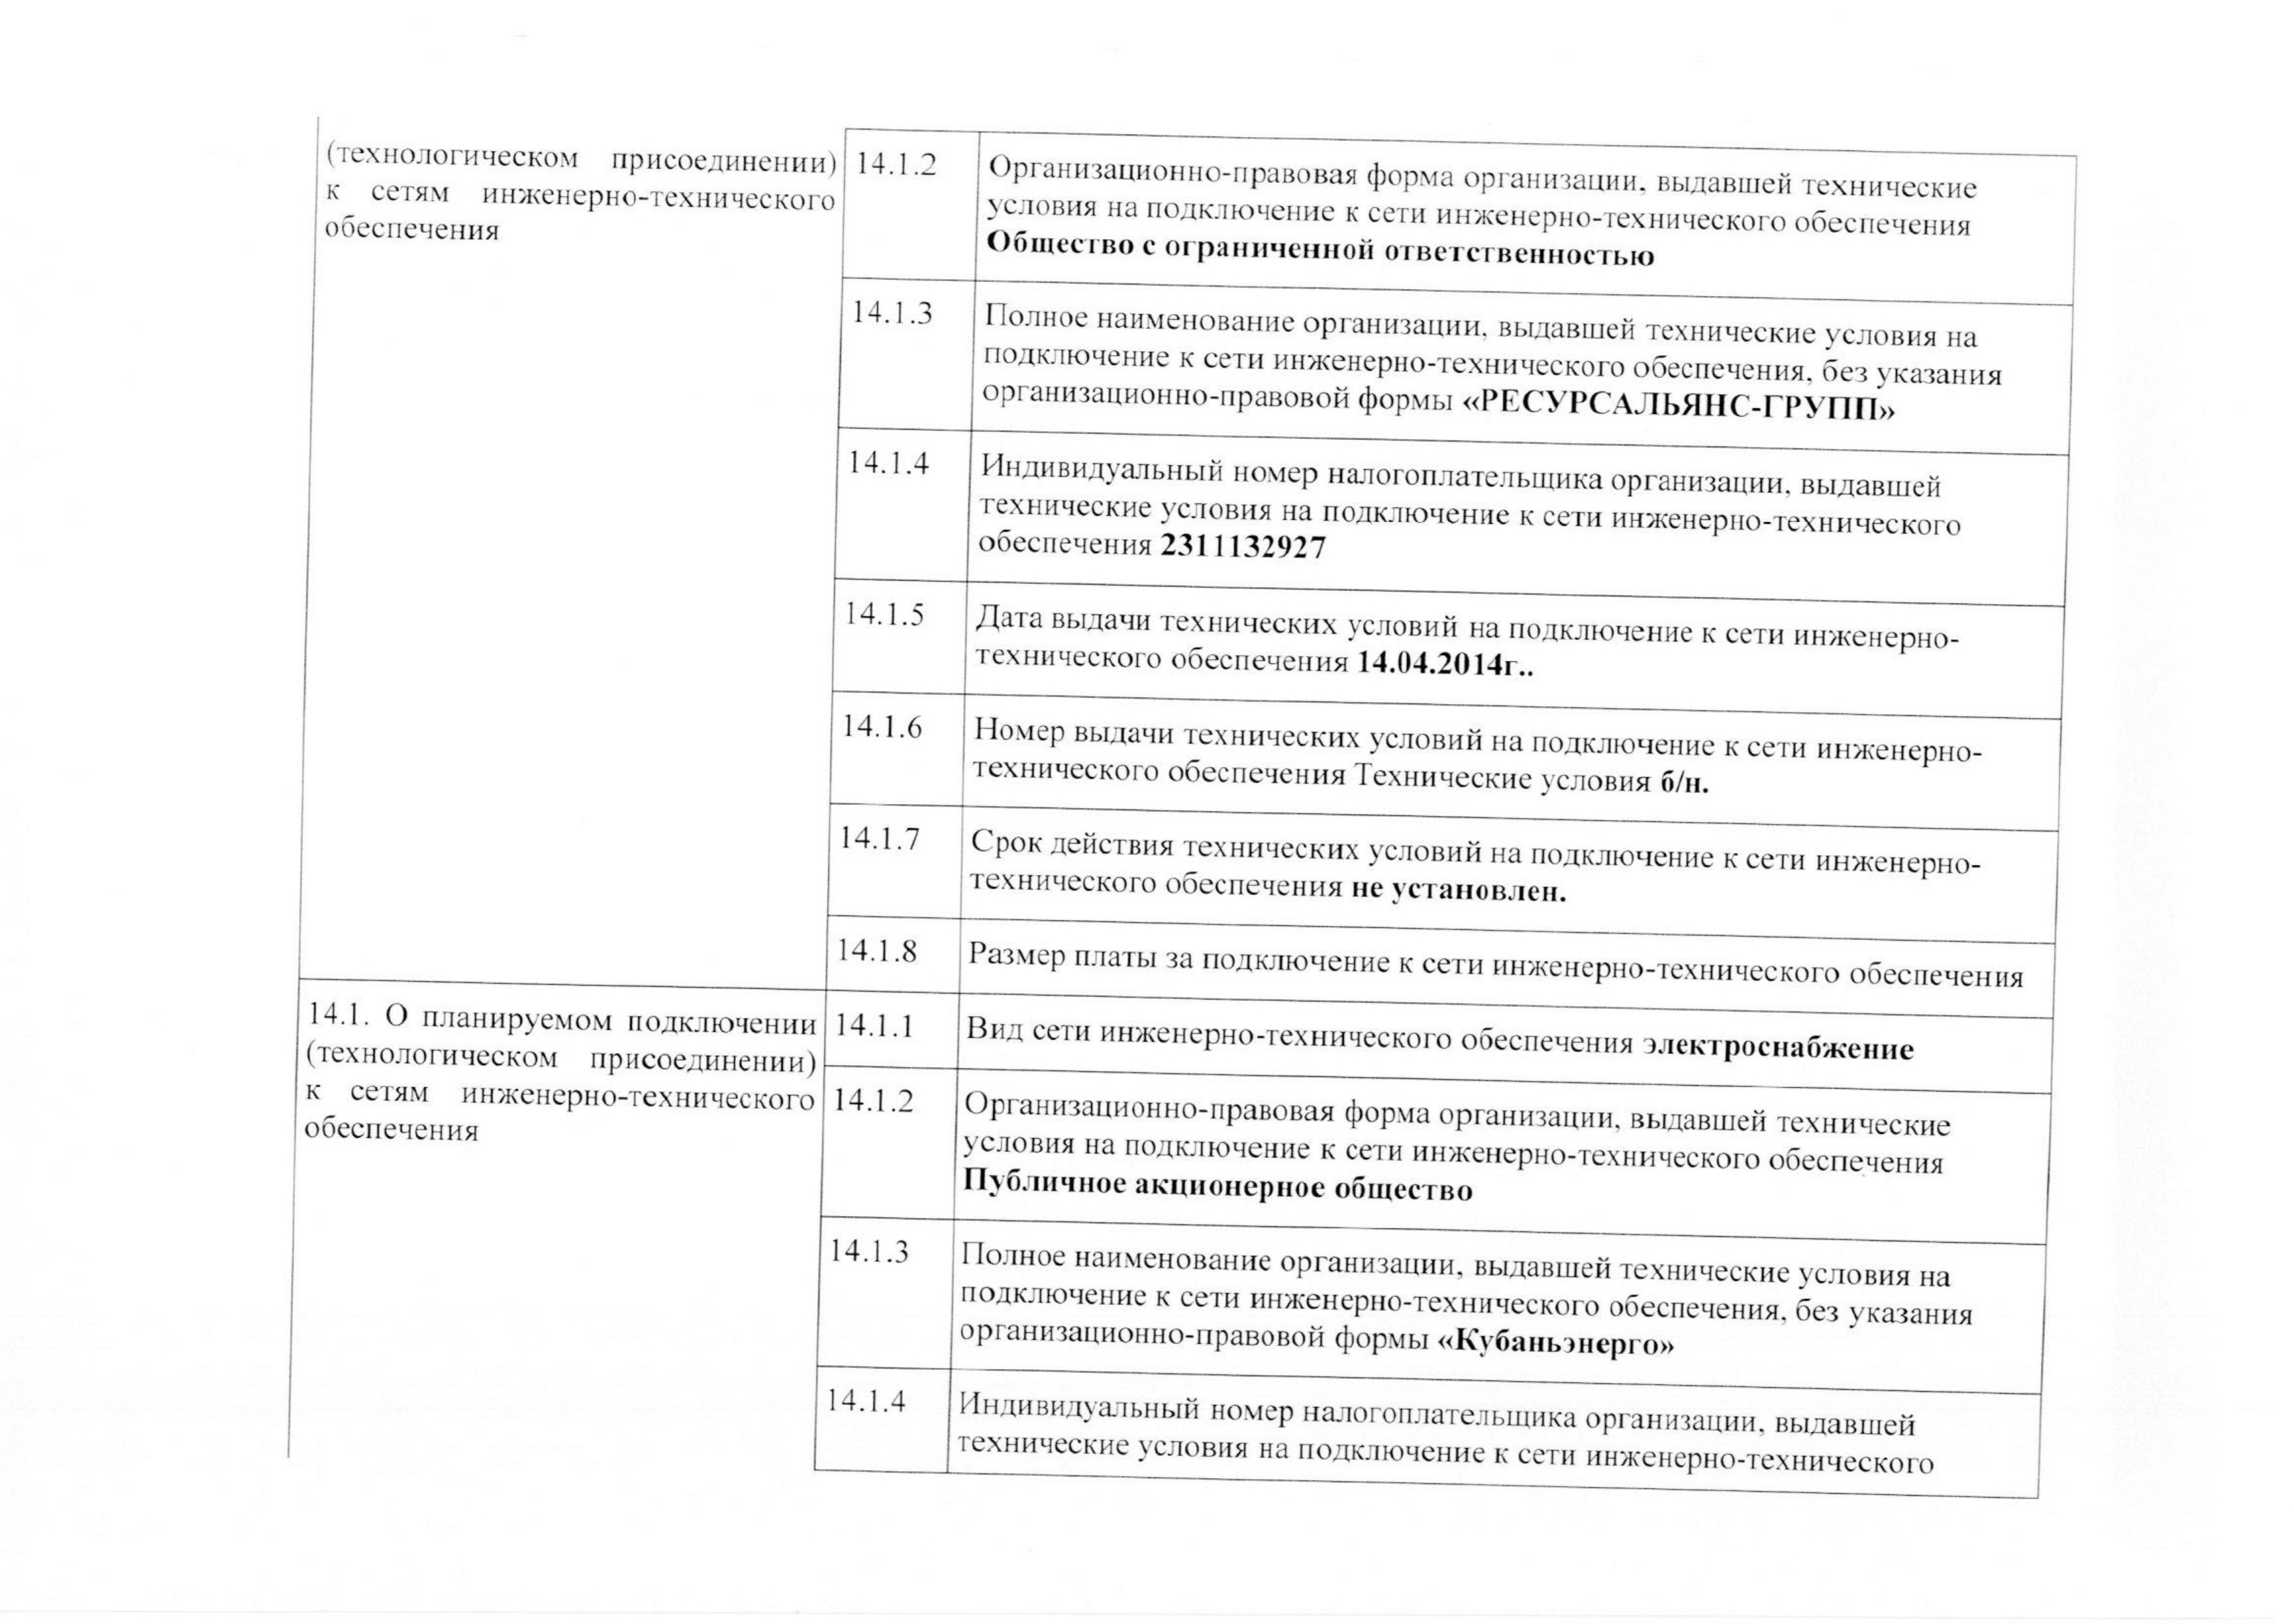 (технологическом присоединении)
к сетям инженерно-технического
обеспечения
14.1.2
Организационно-правовая форма организации, выдавшей технические
условия на подключение к сети инженерно-технического обеспечения
Общество с ограниченной ответственностью
14.1.3
Полное наименование организации, выдавшей технические условия на
подключение к сети инженерно-технического обеспечения, без указания
организационно-правовой формы «РЕСУРСАЛЬЯНС-ГРУПП»
14.1.4
Индивидуальный номер налогоплательщика организации, выдавшей
технические условия на подключение к сети инженерно-технического
обеспечения 2311132927
14.1.5
Дата выдачи технических условий на подключение к сети инженерно-
технического обеспечения 14.04.2014г..
14.1.6
Номер выдачи технических условий на подключение к сети инженерно-
технического обеспечения Технические условия б/н.
14.1.7
Срок действия технических условий на подключение к сети инженерно-
технического обеспечения не установлен.
14.1.8
Размер платы за подключение к сети инженерно-технического обеспечения
14.1. О планируемом подключении
(технологическом присоединении)
к сетям инженерно-технического
обеспечения
14.1.1
Вид сети инженерно-технического обеспечения электроснабжение
14.1.2
Организационно-правовая форма организации, выдавшей технические
условия на подключение к сети инженерно-технического обеспечения
Публичное акционерное общество
14.1.3
Полное наименование организации, выдавшей технические условия на
подключение к сети инженерно-технического обеспечения, без указания
организационно-правовой формы «Кубаньэнерго»
14.1.4
Индивидуальный номер налогоплательщика организации, выдавшей
технические условия на подключение к сети инженерно-технического